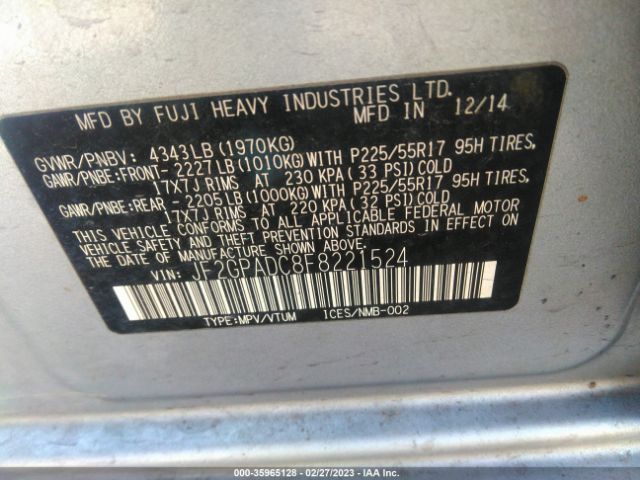 MFD BY FUJI HEAVY INDUSTRIES LTD.
MFD IN 12/14
GVWR/PNBV: 4343LB (1970KG)
GAWR/PNBE:FRONT- 2227LB (1010KG)WITH P225/55R17 95H TIRES,
17X7J RIMS AT 230 KPA (33 PSI) COLD
GAWR/PNBE:REAR - 2205LB (1000KG)WITH P225/55R17 95H TIRES,
17X7J RIMS AT 220 KPA (32 PSI) COLD
THIS VEHICLE CONFORMS TO ALL APPLICABLE FEDERAL MOTOR
VEHICLE SAFETY AND THEFT PREVENTION STANDARDS IN EFFECT ON
THE DATE OF MANUFACTURE SHOWN ABOVE.
VIN: JF2GPADC8F8221524
TYPE:MPV/VTUM ICES/NMB-002
000-35965128 - 02/27/2023 - IAA Inc.